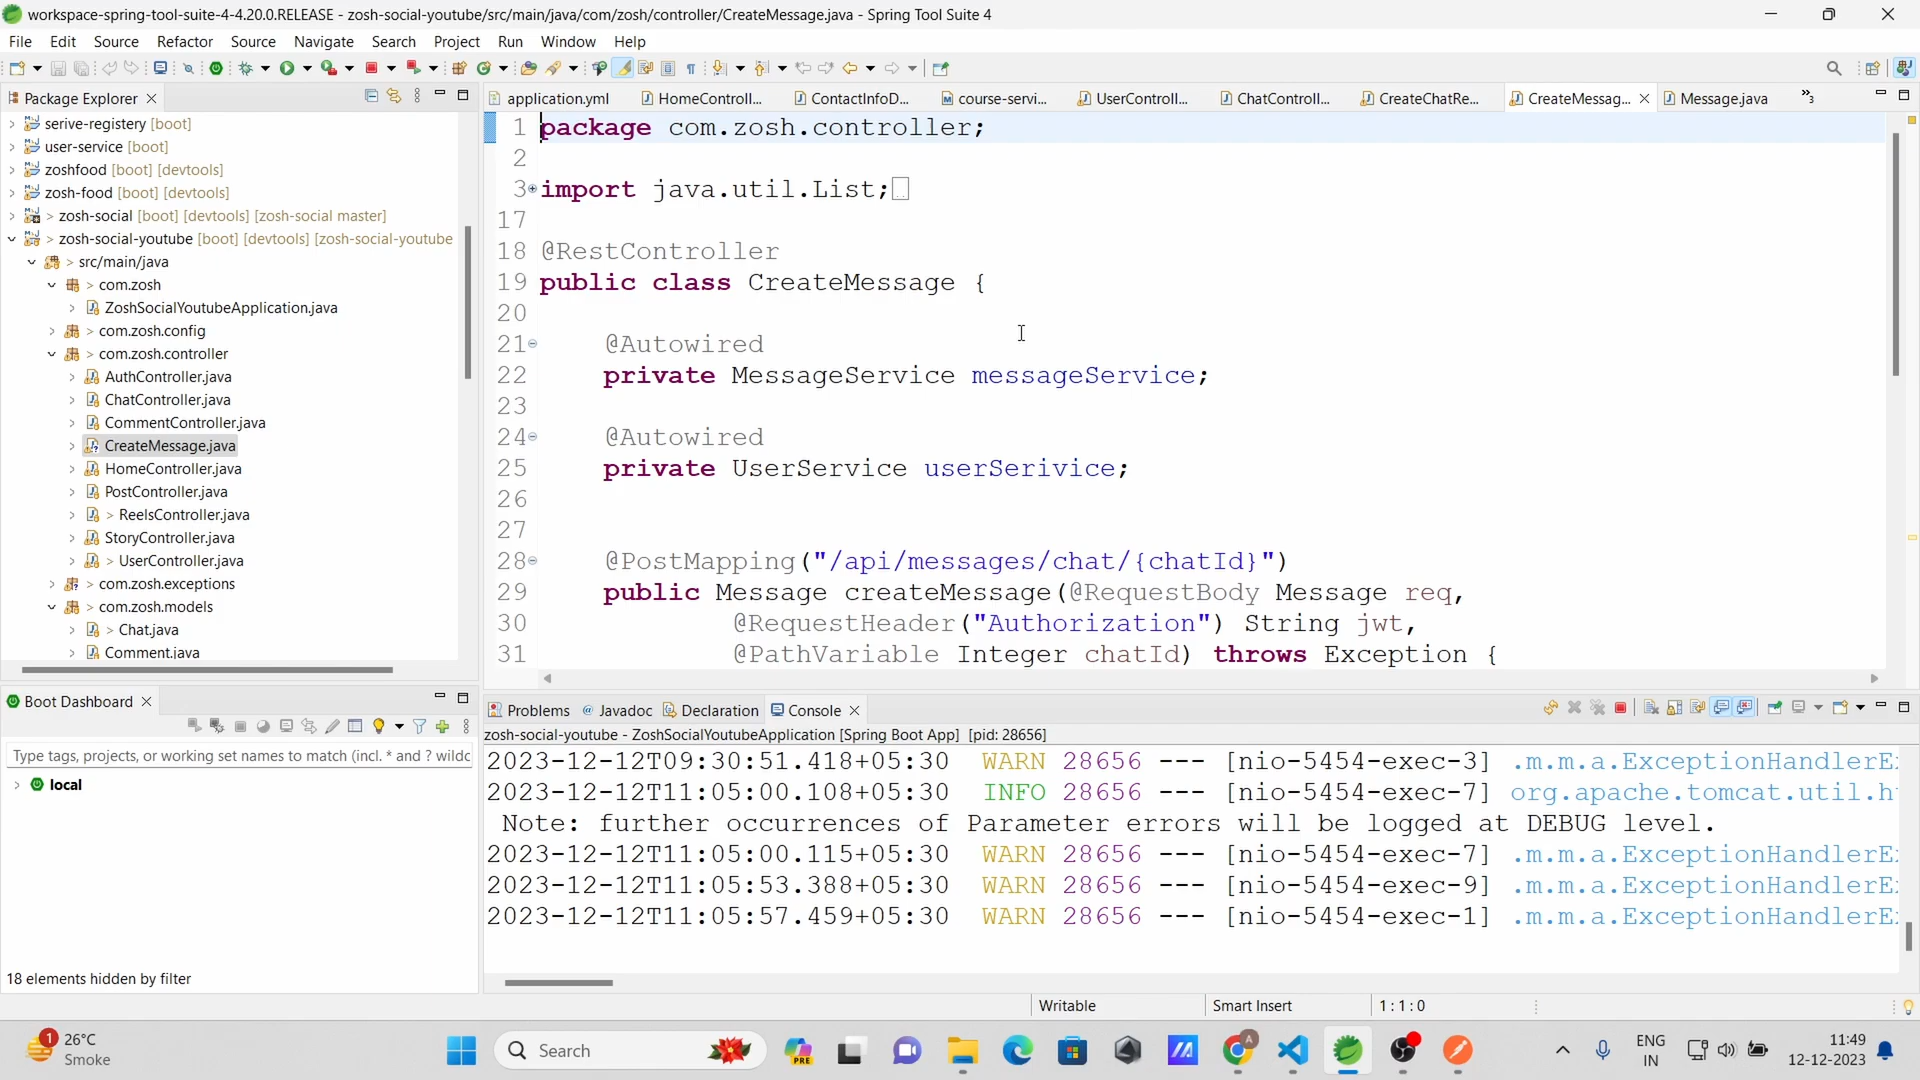 workspace-spring-tool-suite-4-4.20.0.RELEASE - zosh-social-youtube/src/main/java/com/zosh/controller/CreateMessage.java - Spring Tool Suite 4
File Edit Source Refactor Source Navigate Search Project Run Window Help
Package Explorer
serive-registery [boot]
user-service [boot]
zoshfood [boot] [devtools]
zosh-food [boot] [devtools]
> zosh-social [boot] [devtools] [zosh-social master]
> zosh-social-youtube [boot] [devtools] [zosh-social-youtube
> src/main/java
> com.zosh
ZoshSocialYoutubeApplication.java
> com.zosh.config
> com.zosh.controller
AuthController.java
ChatController.java
CommentController.java
CreateMessage.java
HomeController.java
PostController.java
> ReelsController.java
StoryController.java
> UserController.java
> com.zosh.exceptions
> com.zosh.models
> Chat.java
Comment.java
Boot Dashboard
Type tags, projects, or working set names to match (incl. * and ? wildc
local
18 elements hidden by filter
application.yml HomeControll... ContactInfoD... course-servi... UserControll... ChatControll... CreateChatRe... CreateMessag... Message.java »3
1 package com.zosh.controller;
2
3 import java.util.List;
17
18 @RestController
19 public class CreateMessage {
20
21 @Autowired
22 private MessageService messageService;
23
24 @Autowired
25 private UserService userSerivice;
26
27
28 @PostMapping("/api/messages/chat/{chatId}")
29 public Message createMessage(@RequestBody Message req,
30 @RequestHeader("Authorization") String jwt,
31 @PathVariable Integer chatId) throws Exception {
Problems Javadoc Declaration Console
zosh-social-youtube - ZoshSocialYoutubeApplication [Spring Boot App] [pid: 28656]
2023-12-12T09:30:51.418+05:30 WARN 28656 --- [nio-5454-exec-3] .m.m.a.ExceptionHandlerEx
2023-12-12T11:05:00.108+05:30 INFO 28656 --- [nio-5454-exec-7] org.apache.tomcat.util.ht
Note: further occurrences of Parameter errors will be logged at DEBUG level.
2023-12-12T11:05:00.115+05:30 WARN 28656 --- [nio-5454-exec-7] .m.m.a.ExceptionHandlerEx
2023-12-12T11:05:53.388+05:30 WARN 28656 --- [nio-5454-exec-9] .m.m.a.ExceptionHandlerEx
2023-12-12T11:05:57.459+05:30 WARN 28656 --- [nio-5454-exec-1] .m.m.a.ExceptionHandlerEx
Writable Smart Insert 1 : 1 : 0
1
26°C
Smoke
Search
PRE
A
ENG
IN
11:49
12-12-2023